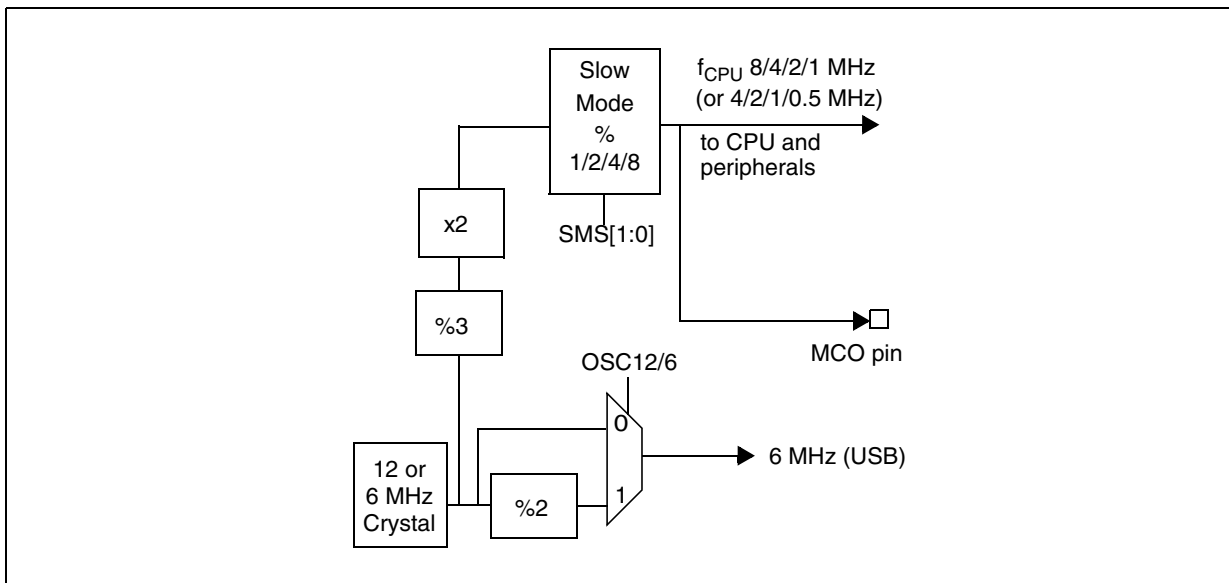 Slow
Mode
%
1/2/4/8
fCPU 8/4/2/1 MHz
(or 4/2/1/0.5 MHz)
to CPU and
peripherals
SMS[1:0]
x2
%3
MCO pin
OSC12/6
0
1
6 MHz (USB)
12 or
6 MHz
Crystal
%2